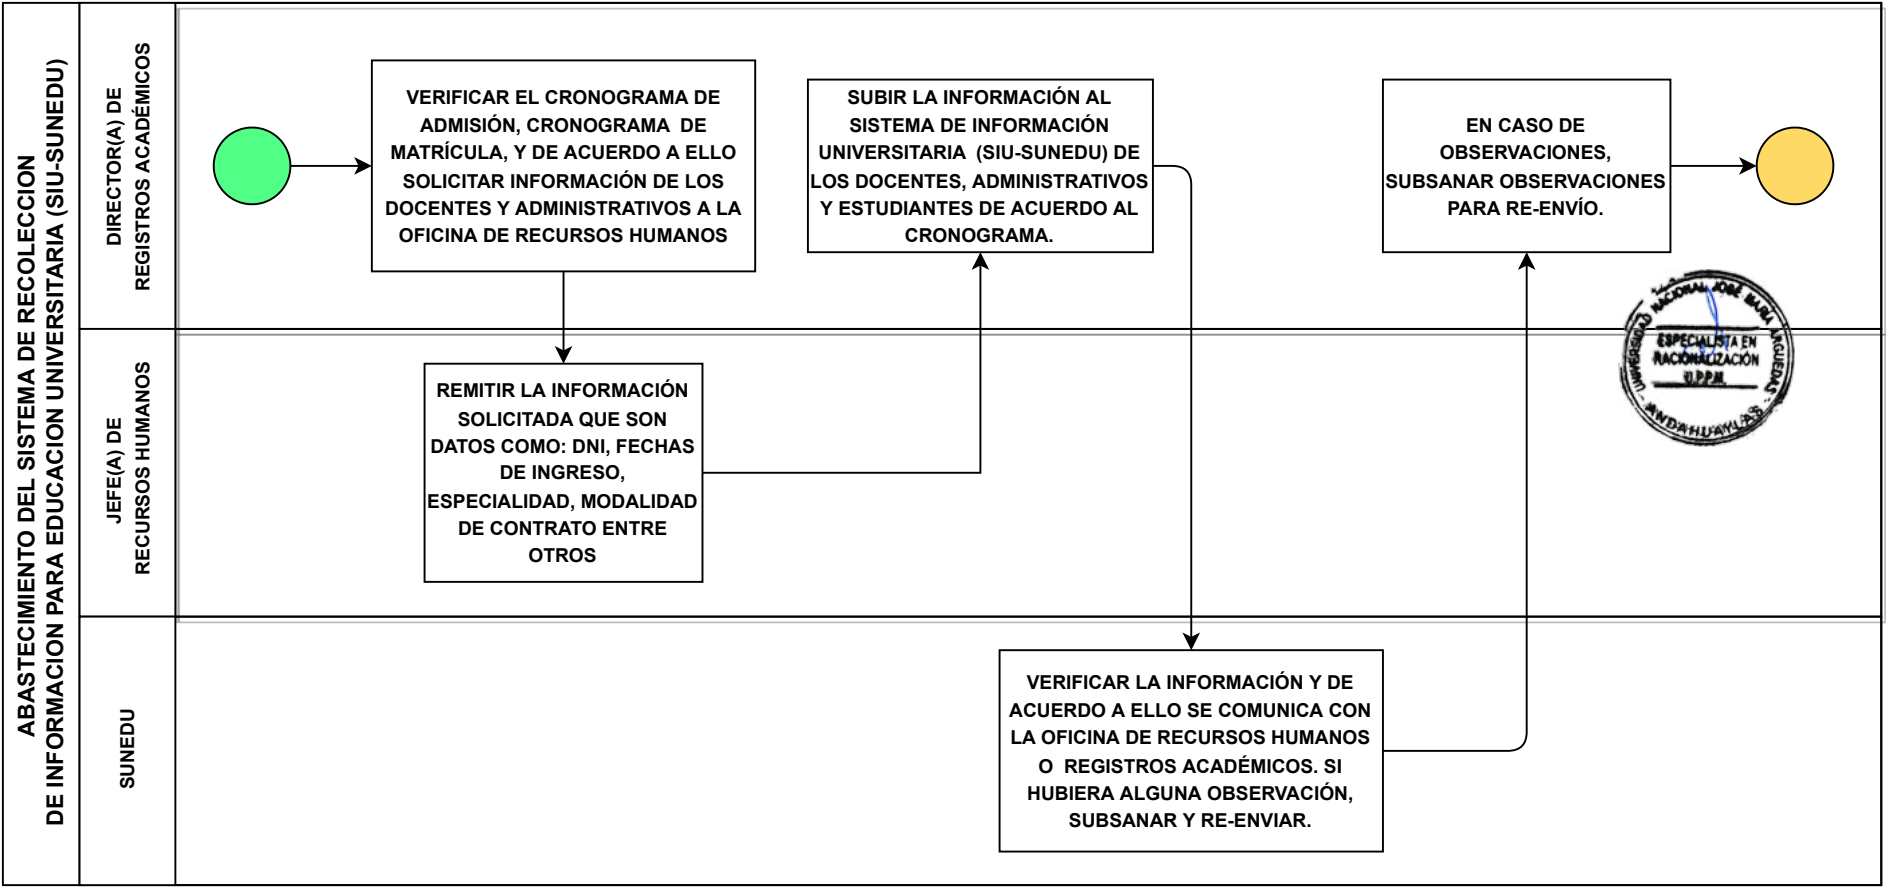 ABASTECIMIENTO DEL SISTEMA DE RECOLECCION
DE INFORMACION PARA EDUCACION UNIVERSITARIA (SIU-SUNEDU)
DIRECTOR(A) DE
REGISTROS ACADÉMICOS
VERIFICAR EL CRONOGRAMA DE
ADMISIÓN, CRONOGRAMA DE
MATRÍCULA, Y DE ACUERDO A ELLO
SOLICITAR INFORMACIÓN DE LOS
DOCENTES Y ADMINISTRATIVOS A LA
OFICINA DE RECURSOS HUMANOS
SUBIR LA INFORMACIÓN AL
SISTEMA DE INFORMACIÓN
UNIVERSITARIA (SIU-SUNEDU) DE
LOS DOCENTES, ADMINISTRATIVOS
Y ESTUDIANTES DE ACUERDO AL
CRONOGRAMA.
EN CASO DE
OBSERVACIONES,
SUBSANAR OBSERVACIONES
PARA RE-ENVÍO.
JEFE(A) DE
RECURSOS HUMANOS
REMITIR LA INFORMACIÓN
SOLICITADA QUE SON
DATOS COMO: DNI, FECHAS
DE INGRESO,
ESPECIALIDAD, MODALIDAD
DE CONTRATO ENTRE
OTROS
UNIVERSIDAD NACIONAL JOSÉ MARÍA ARGUEDAS
ESPECIALISTA EN
RACIONALIZACIÓN
U.P.P.M.
- ANDAHUAYLAS -
SUNEDU
VERIFICAR LA INFORMACIÓN Y DE
ACUERDO A ELLO SE COMUNICA CON
LA OFICINA DE RECURSOS HUMANOS
O REGISTROS ACADÉMICOS. SI
HUBIERA ALGUNA OBSERVACIÓN,
SUBSANAR Y RE-ENVIAR.